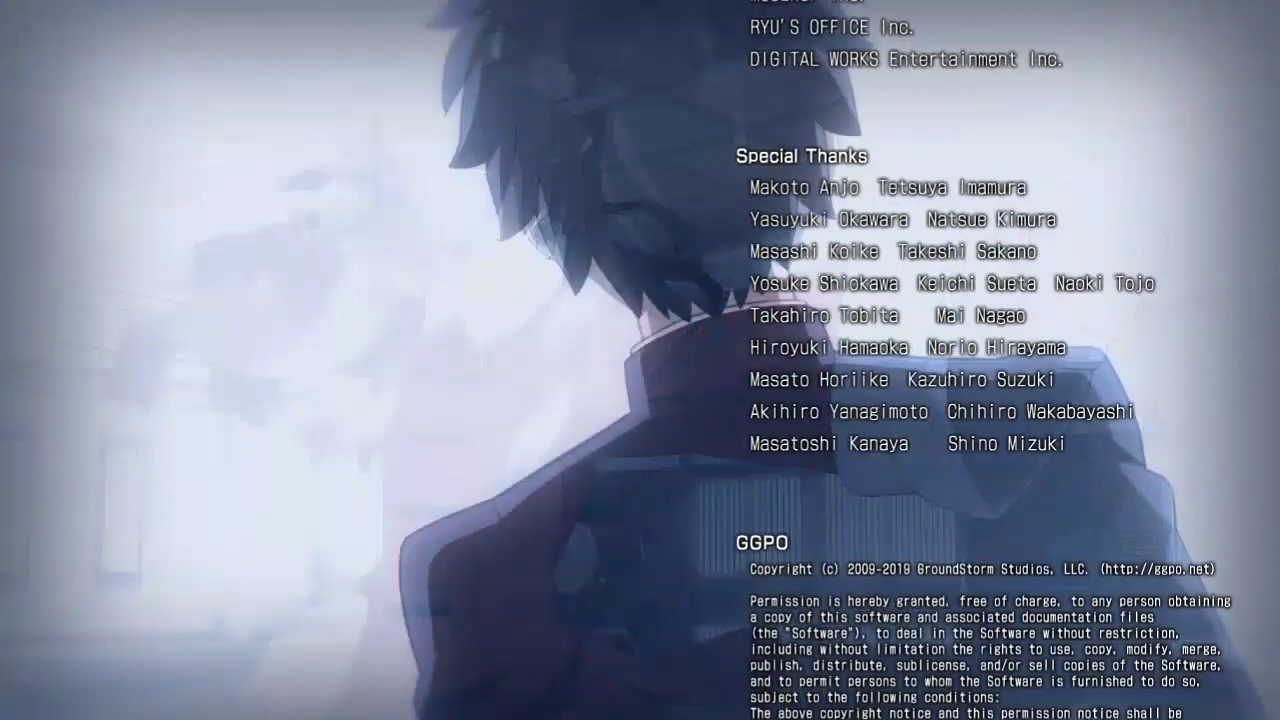 RYU'S OFFICE Inc.
DIGITAL WORKS Entertainment Inc.
Special Thanks
Makoto Anjo Tetsuya Imamura
Yasuyuki Okawara Natsue Kimura
Masashi Koike Takeshi Sakano
Yosuke Shiokawa Keichi Sueta Naoki Tojo
Takahiro Tobita Mai Nagao
Hiroyuki Hamaoka Norio Hirayama
Masato Horiike Kazuhiro Suzuki
Akihiro Yanagimoto Chihiro Wakabayashi
Masatoshi Kanaya Shino Mizuki
GGPO
Copyright (c) 2009-2019 GroundStorm Studios, LLC. (http://ggpo.net)
Permission is hereby granted, free of charge, to any person obtaining
a copy of this software and associated documentation files
(the "Software"), to deal in the Software without restriction,
including without limitation the rights to use, copy, modify, merge,
publish, distribute, sublicense, and/or sell copies of the Software,
and to permit persons to whom the Software is furnished to do so,
subject to the following conditions:
The above copyright notice and this permission notice shall be